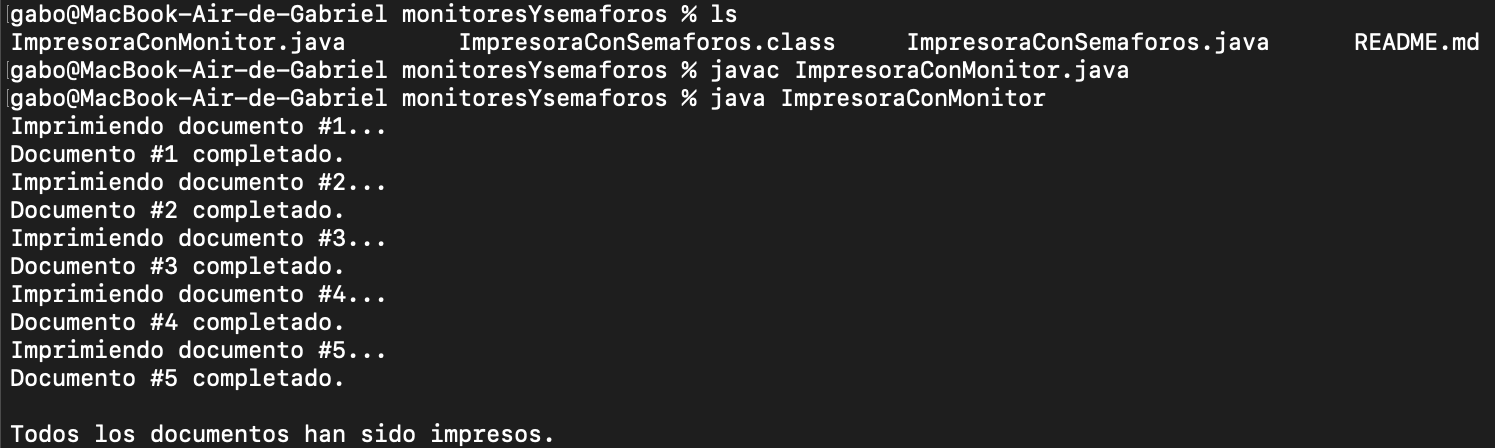 gabo@MacBook-Air-de-Gabriel monitoresYsemaforos % ls
ImpresoraConMonitor.java ImpresoraConSemaforos.class ImpresoraConSemaforos.java README.md
gabo@MacBook-Air-de-Gabriel monitoresYsemaforos % javac ImpresoraConMonitor.java
gabo@MacBook-Air-de-Gabriel monitoresYsemaforos % java ImpresoraConMonitor
Imprimiendo documento #1...
Documento #1 completado.
Imprimiendo documento #2...
Documento #2 completado.
Imprimiendo documento #3...
Documento #3 completado.
Imprimiendo documento #4...
Documento #4 completado.
Imprimiendo documento #5...
Documento #5 completado.

Todos los documentos han sido impresos.